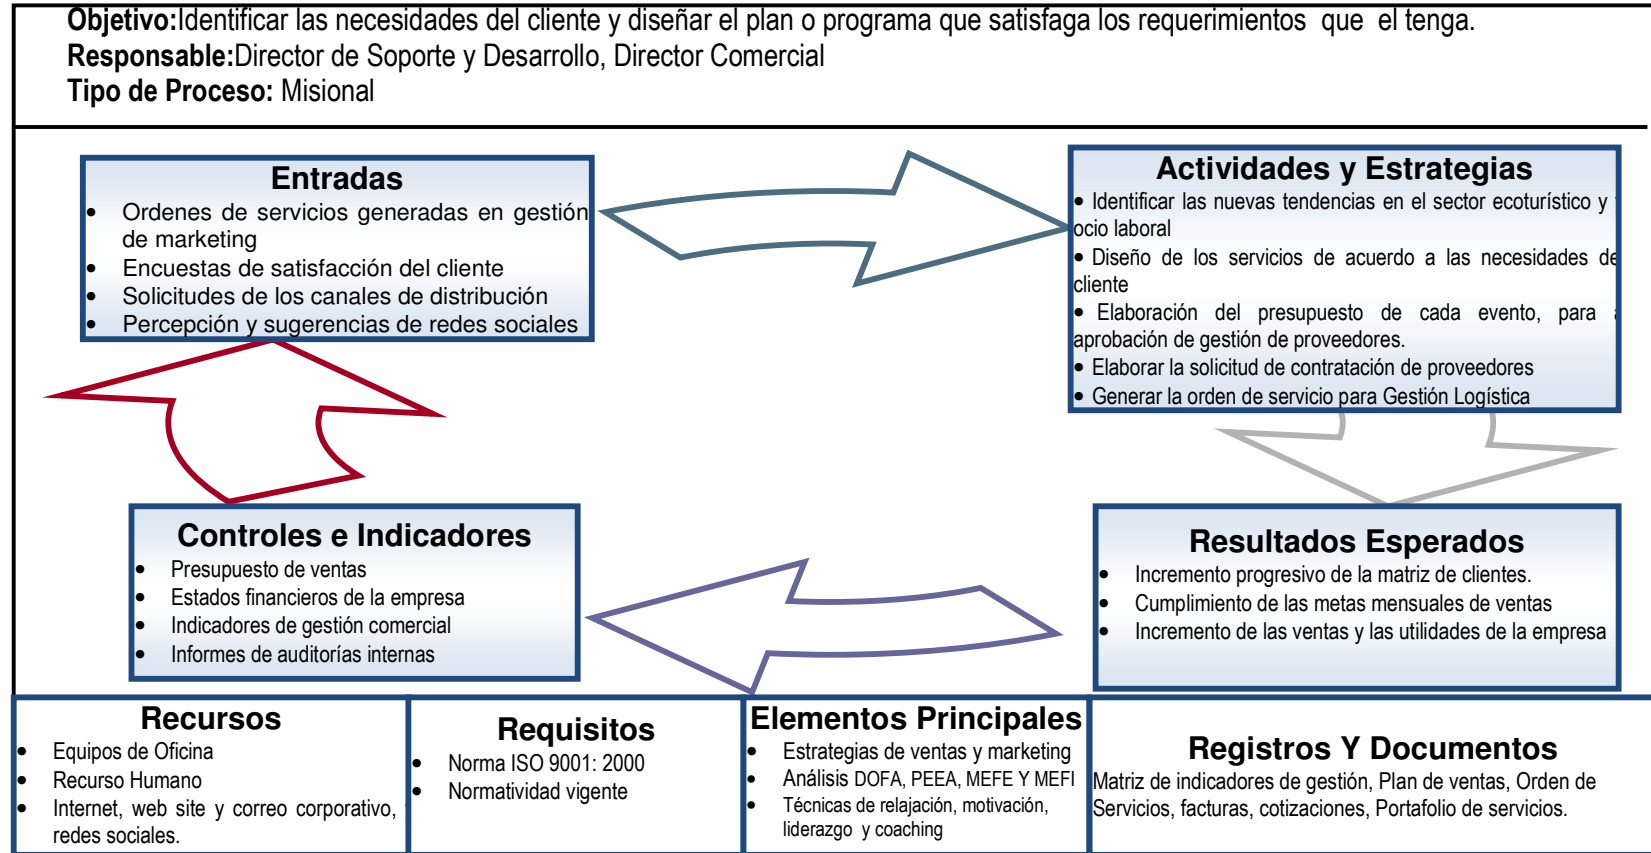 Objetivo:Identificar las necesidades del cliente y diseñar el plan o programa que satisfaga los requerimientos que el tenga.
Responsable:Director de Soporte y Desarrollo, Director Comercial
Tipo de Proceso: Misional
Entradas
• Ordenes de servicios generadas en gestión
de marketing
• Encuestas de satisfacción del cliente
• Solicitudes de los canales de distribución
• Percepción y sugerencias de redes sociales
Actividades y Estrategias
• Identificar las nuevas tendencias en el sector ecoturístico y
ocio laboral
• Diseño de los servicios de acuerdo a las necesidades de
cliente
• Elaboración del presupuesto de cada evento, para
aprobación de gestión de proveedores.
• Elaborar la solicitud de contratación de proveedores
• Generar la orden de servicio para Gestión Logística
Controles e Indicadores
• Presupuesto de ventas
• Estados financieros de la empresa
• Indicadores de gestión comercial
• Informes de auditorías internas
Resultados Esperados
• Incremento progresivo de la matriz de clientes.
• Cumplimiento de las metas mensuales de ventas
• Incremento de las ventas y las utilidades de la empresa
Recursos
• Equipos de Oficina
• Recurso Humano
• Internet, web site y correo corporativo,
redes sociales.
Requisitos
• Norma ISO 9001: 2000
• Normatividad vigente
Elementos Principales
• Estrategias de ventas y marketing
• Análisis DOFA, PEEA, MEFE Y MEFI
• Técnicas de relajación, motivación,
liderazgo y coaching
Registros Y Documentos
Matriz de indicadores de gestión, Plan de ventas, Orden de
Servicios, facturas, cotizaciones, Portafolio de servicios.